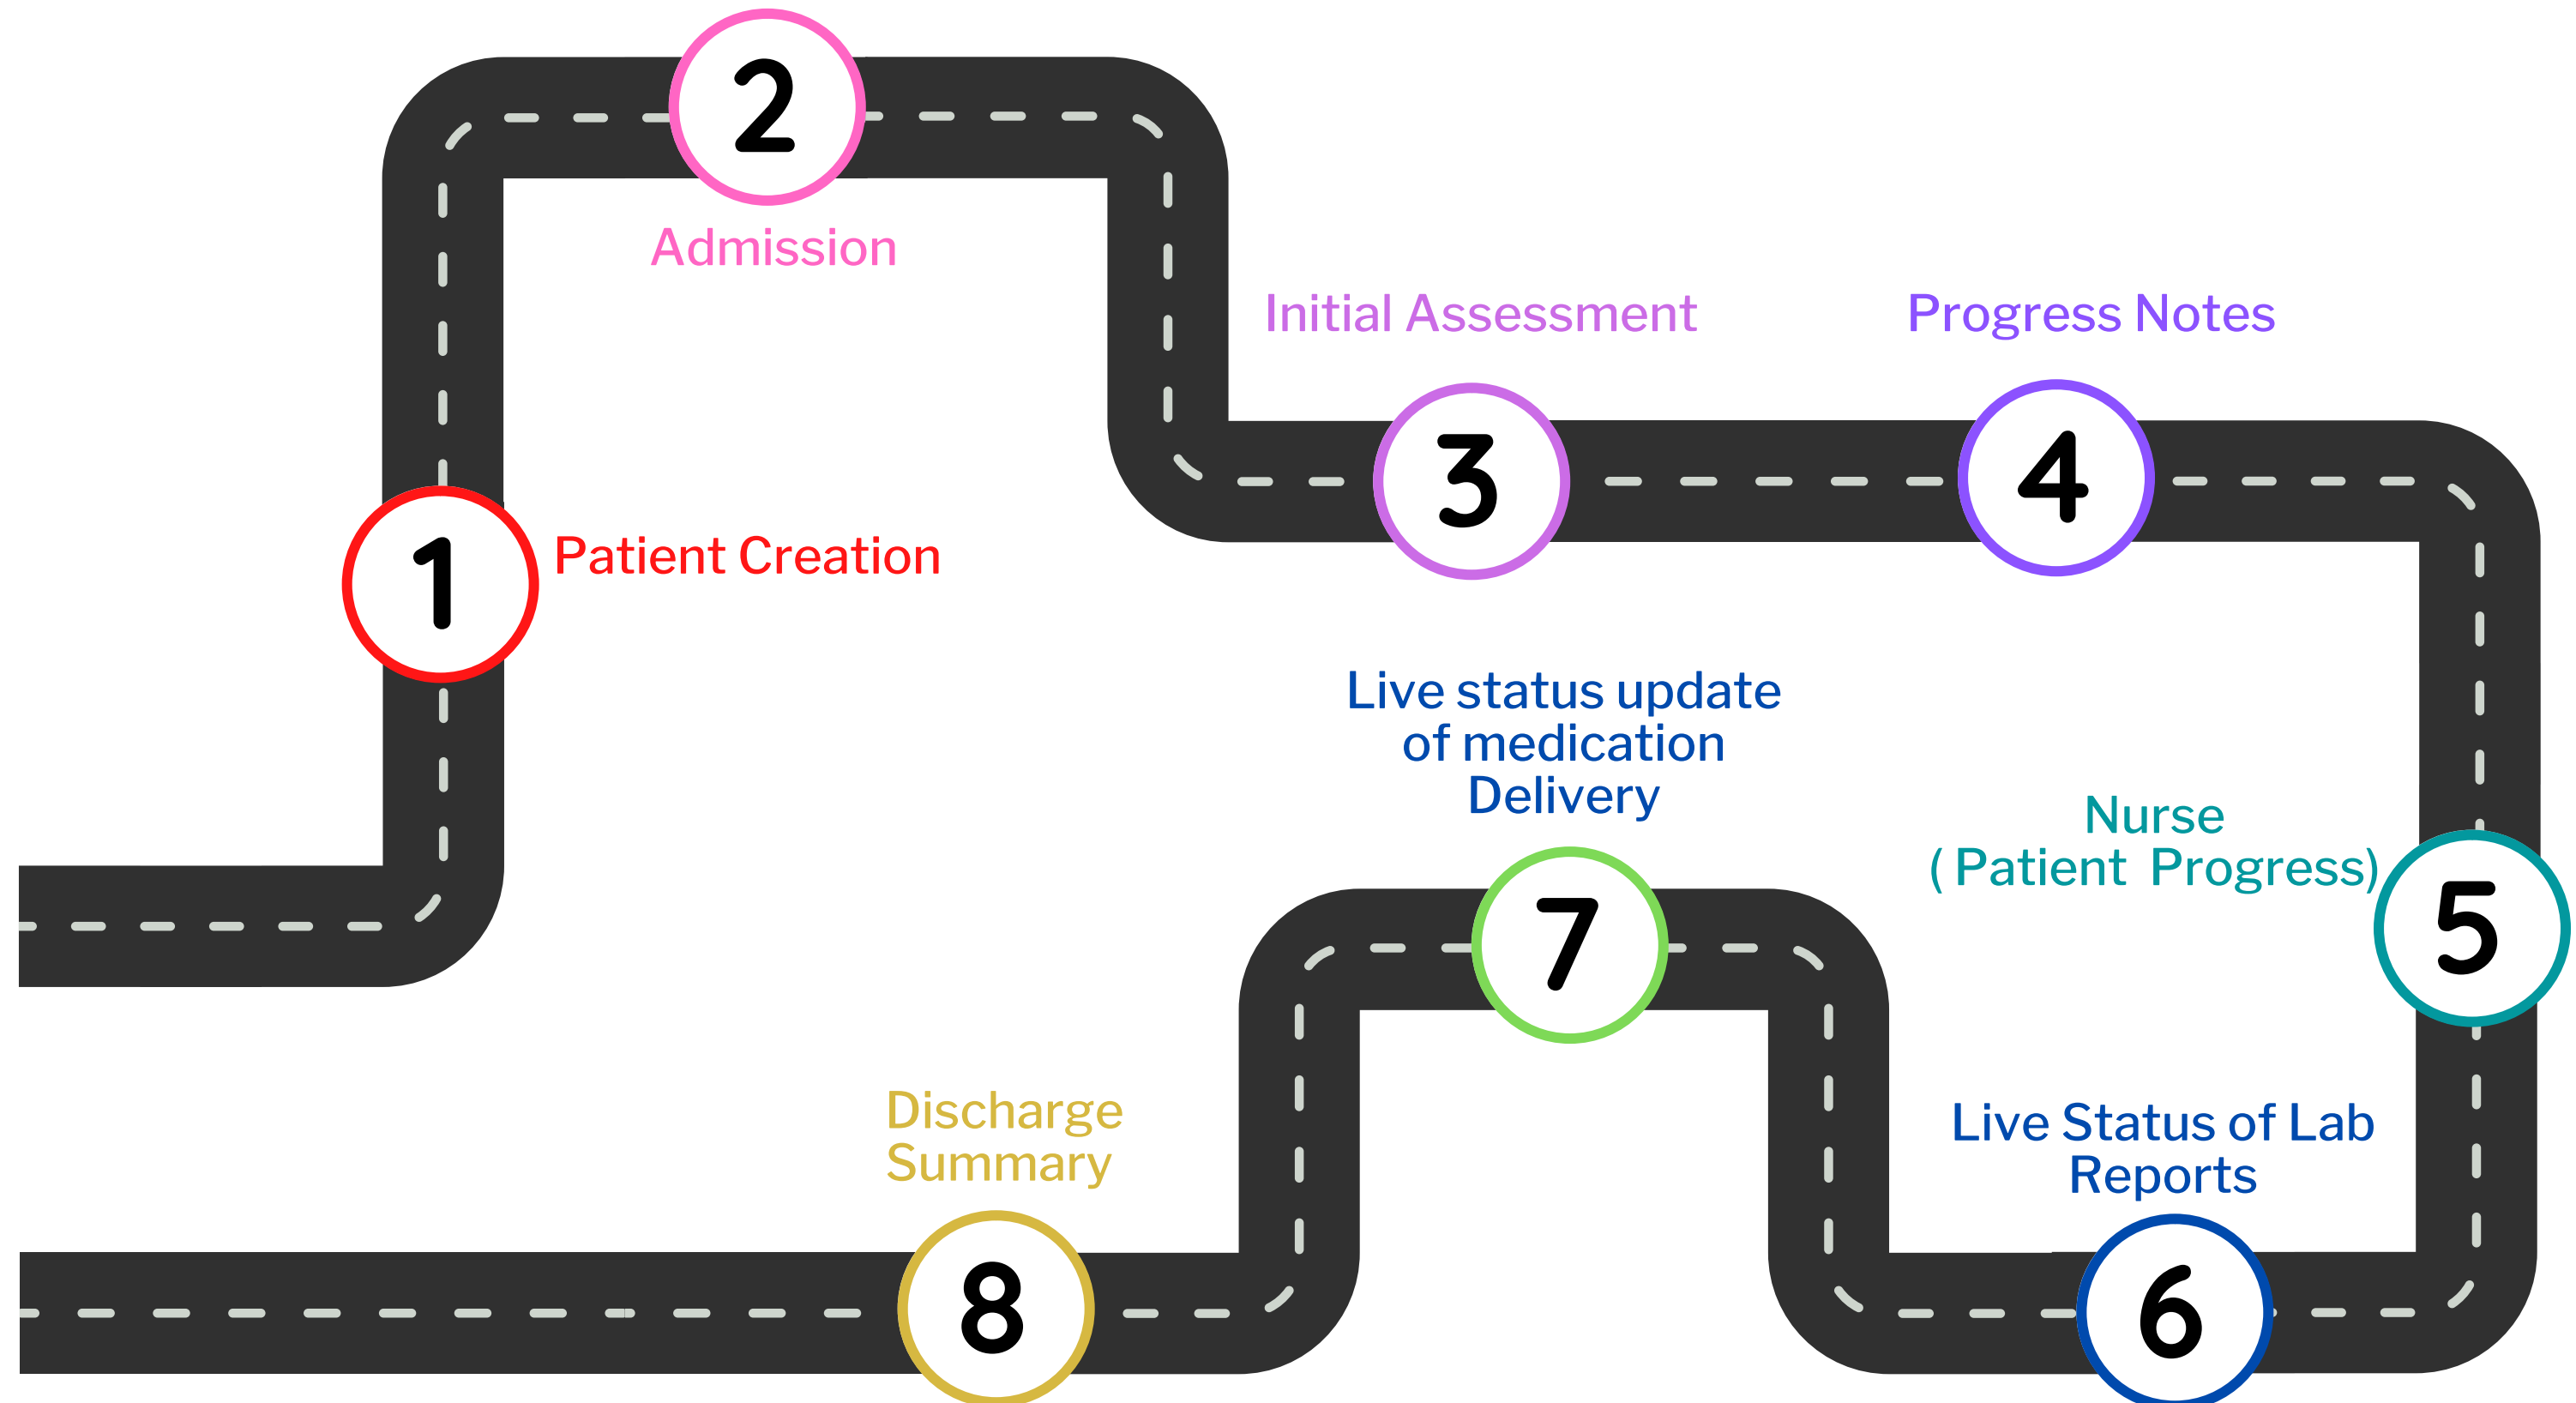 1
Patient Creation
2
Admission
3
Initial Assessment
4
Progress Notes
5
Nurse
( Patient  Progress)
6
Live Status of Lab
Reports
7
Live status update
of medication
Delivery
8
Discharge
Summary